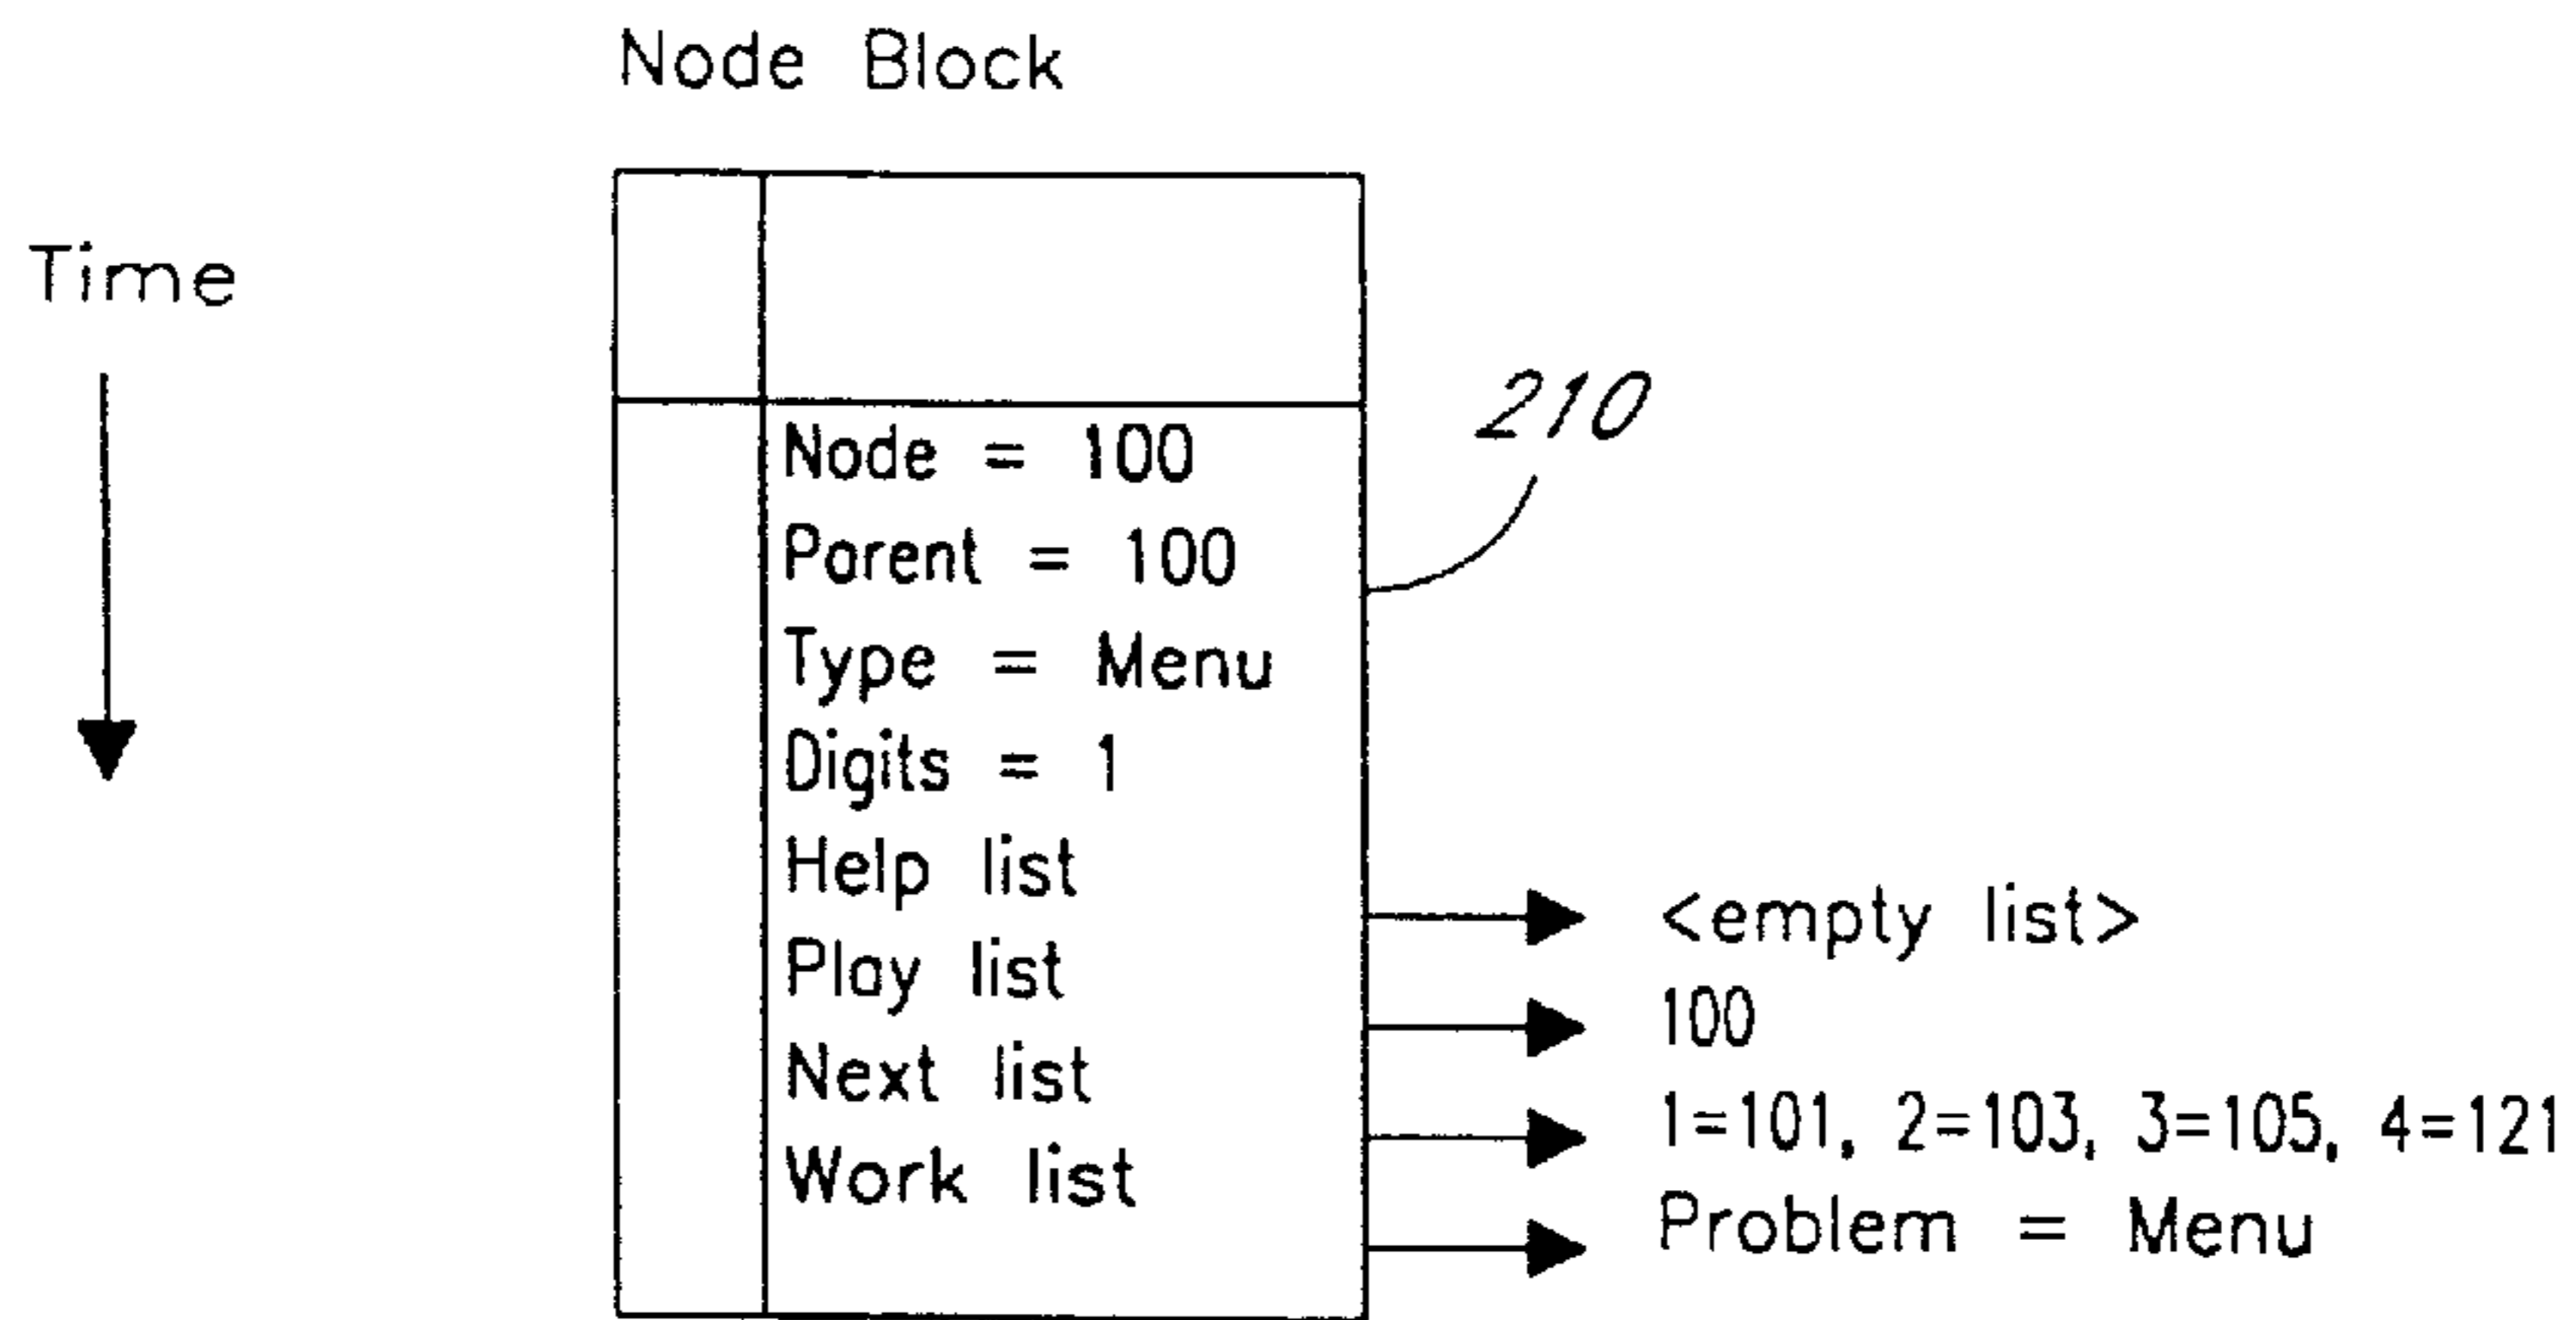 Node Block
Time
210
Node = 100
Parent = 100
Type = Menu
Digits = 1
Help list
<empty list>
Play list
100
Next list
1=101, 2=103, 3=105, 4=121
Work list
Problem = Menu